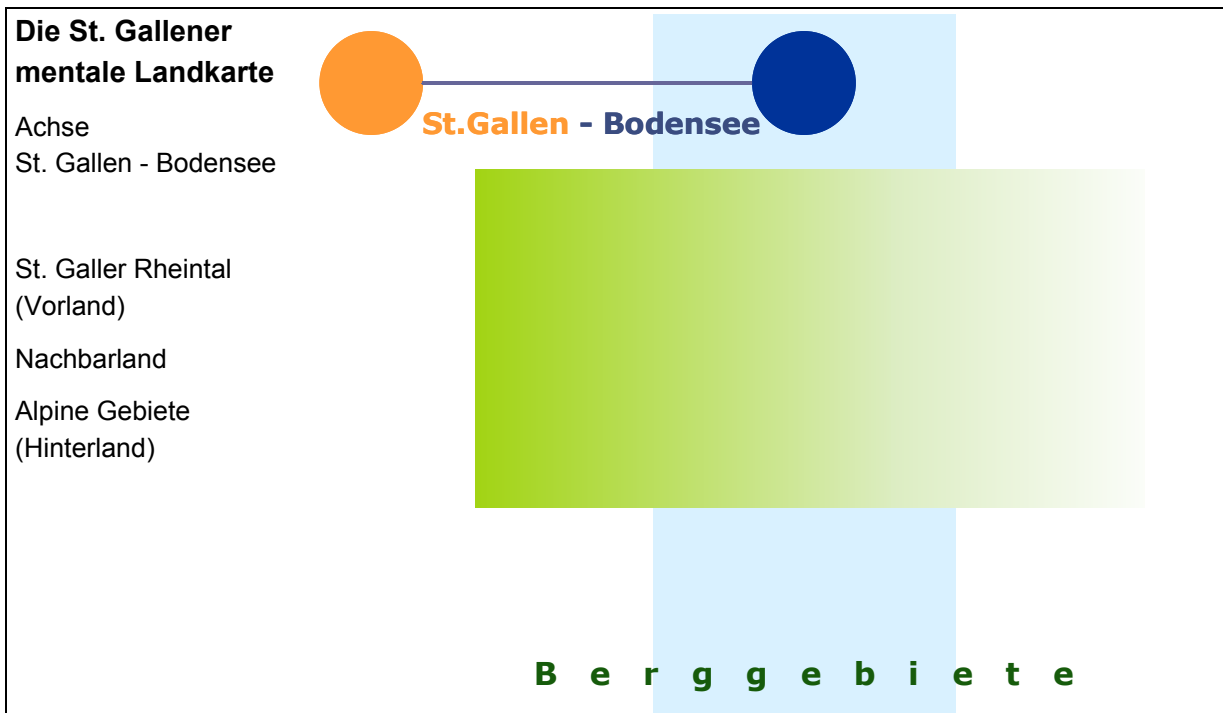 Die St. Gallener
mentale Landkarte
Achse
St. Gallen - Bodensee
St. Galler Rheintal
(Vorland)
Nachbarland
Alpine Gebiete
(Hinterland)
St.Gallen - Bodensee
B e r g g e b i e t e